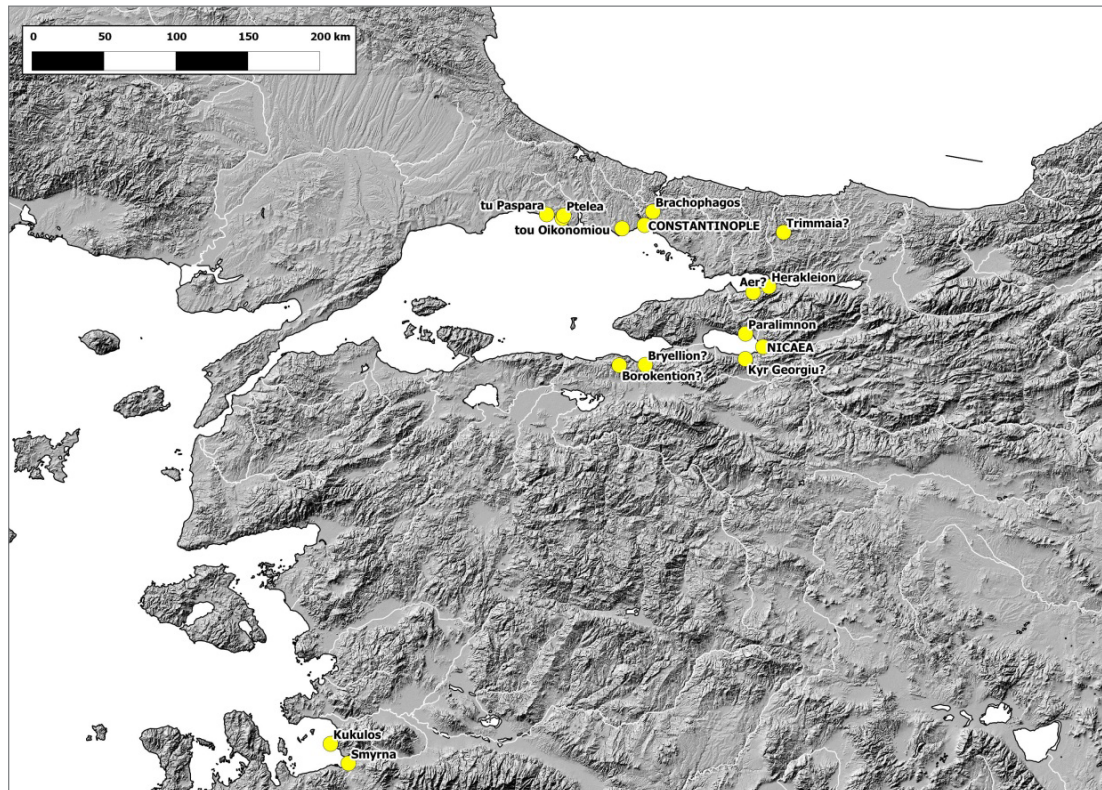 0 50 100 150 200 km
tu Paspara
Ptelea
Brachophagos
tou Oikonomiou
CONSTANTINOPLE
Trimmaia?
Aer?
Herakleion
Paralimnon
NICAEA
Bryellion?
Kyr Georgiu?
Borokention?
Kukulos
Smyrna